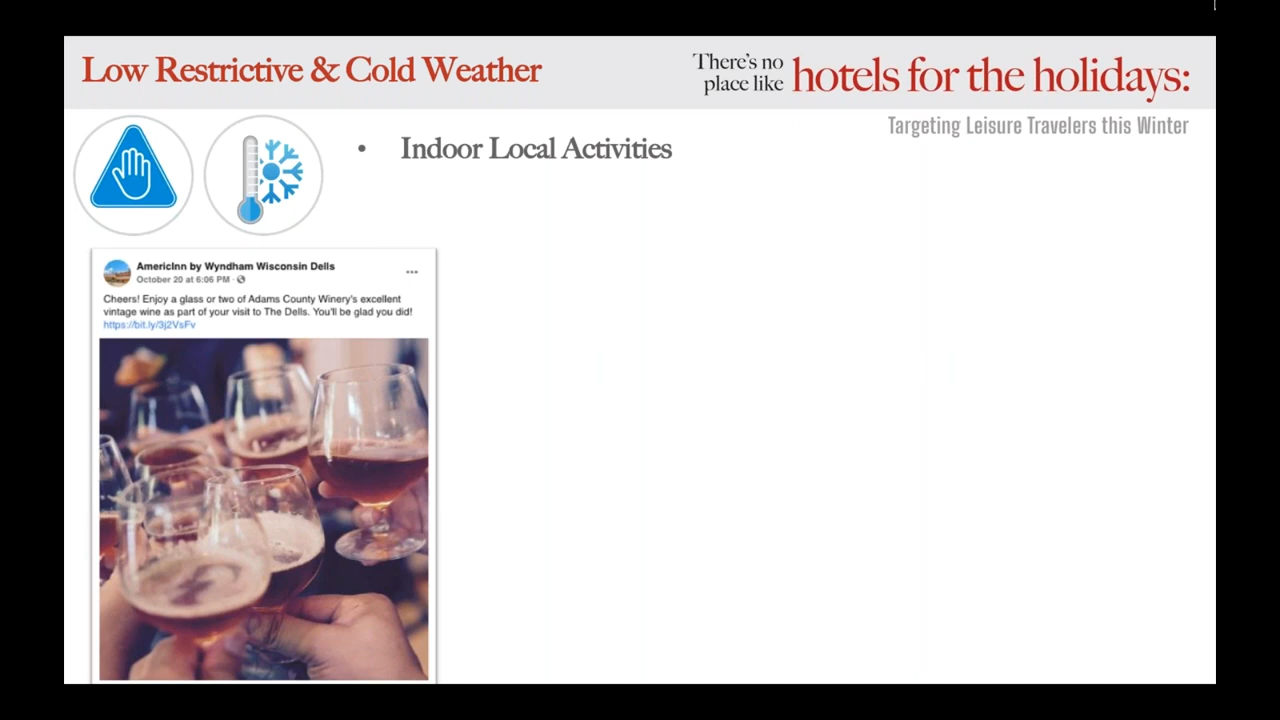 Low Restrictive & Cold Weather
There's no
place like
hotels for the holidays:
Targeting Leisure Travelers this Winter
• Indoor Local Activities
AmericInn by Wyndham Wisconsin Dells
October 20 at 6:06 PM ·
Cheers! Enjoy a glass or two of Adams County Winery's excellent
vintage wine as part of your visit to The Dells. You'll be glad you did!
https://bit.ly/3j2VsFv